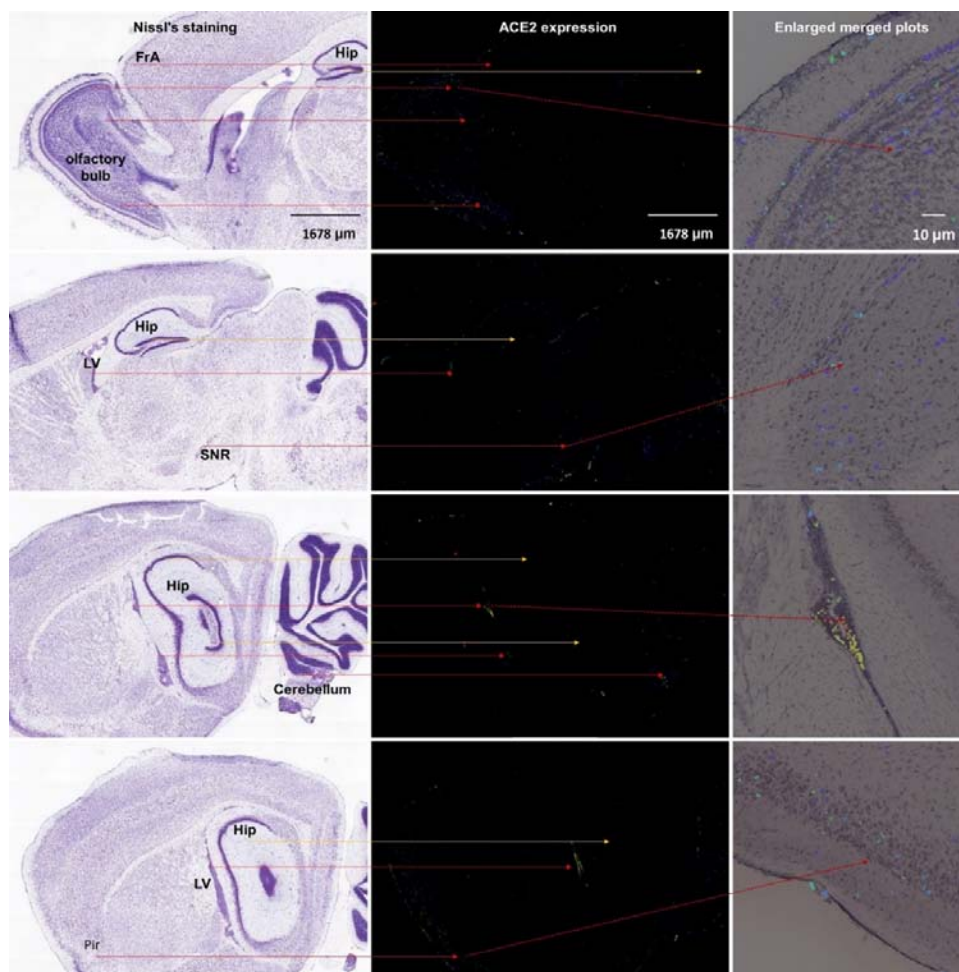 Nissl's staining
ACE2 expression
Enlarged merged plots
FrA
Hip
olfactory
bulb
1678 µm
1678 µm
10 µm
Hip
LV
SNR
Hip
Cerebellum
Hip
LV
Pir